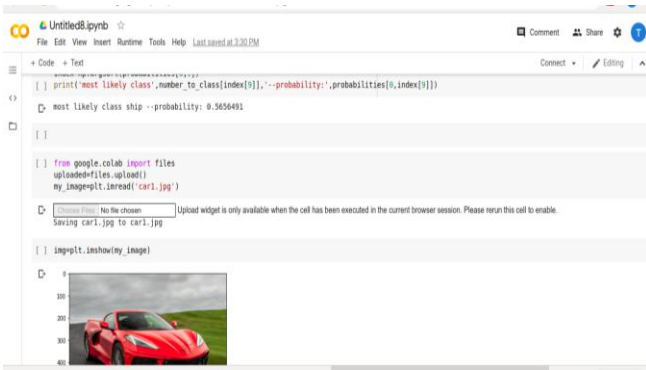 CO Untitled8.ipynb
Comment Share T
File Edit View Insert Runtime Tools Help Last saved at 3:30 PM
+ Code + Text Connect Editing
[ ] print('most likely class',number_to_class[index[9]],'--probability:',probabilities[0,index[9]])
most likely class ship --probability: 0.5656491
[ ]
[ ] from google.colab import files
uploaded=files.upload()
my_image=plt.imread('car1.jpg')
Choose Files No file chosen Upload widget is only available when the cell has been executed in the current browser session. Please rerun this cell to enable.
Saving car1.jpg to car1.jpg
[ ] img=plt.imshow(my_image)
0
100
200
300
400